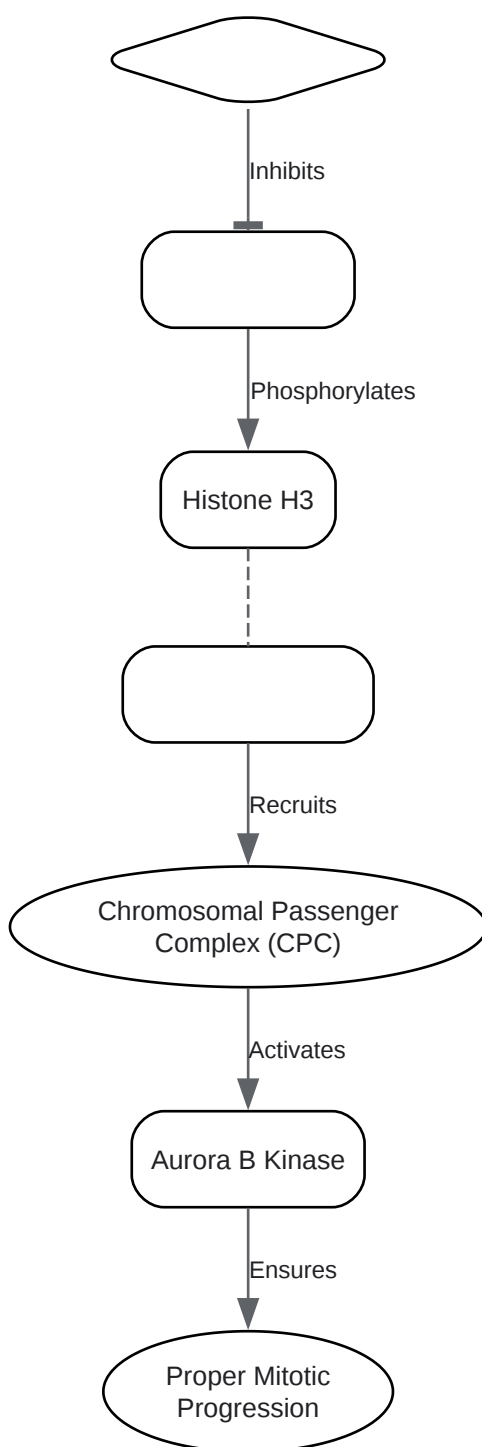 Inhibits
Phosphorylates
Histone H3
Recruits
Chromosomal Passenger
Complex (CPC)
Activates
Aurora B Kinase
Ensures
Proper Mitotic
Progression